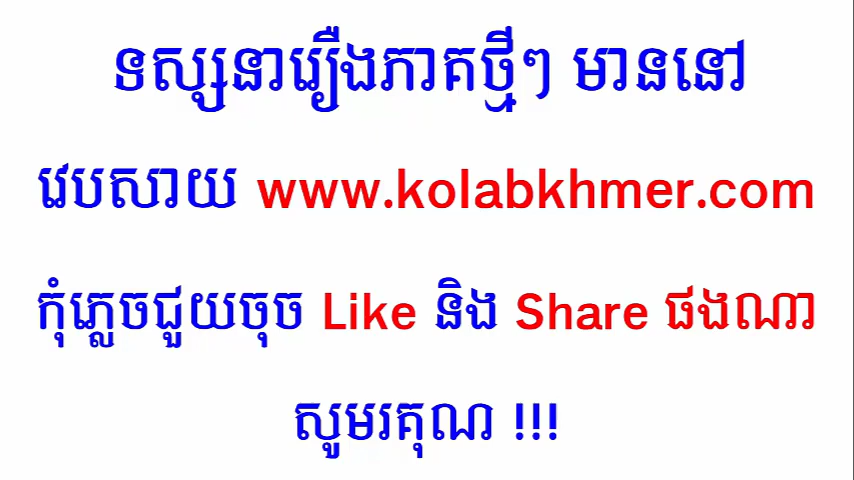 ទស្សនារឿងភាគថ្មីៗ មាននៅ
វេបសាយ www.kolabkhmer.com
កុំភ្លេចជួយចុច Like និង Share ផងណា
សូមរគុណ !!!